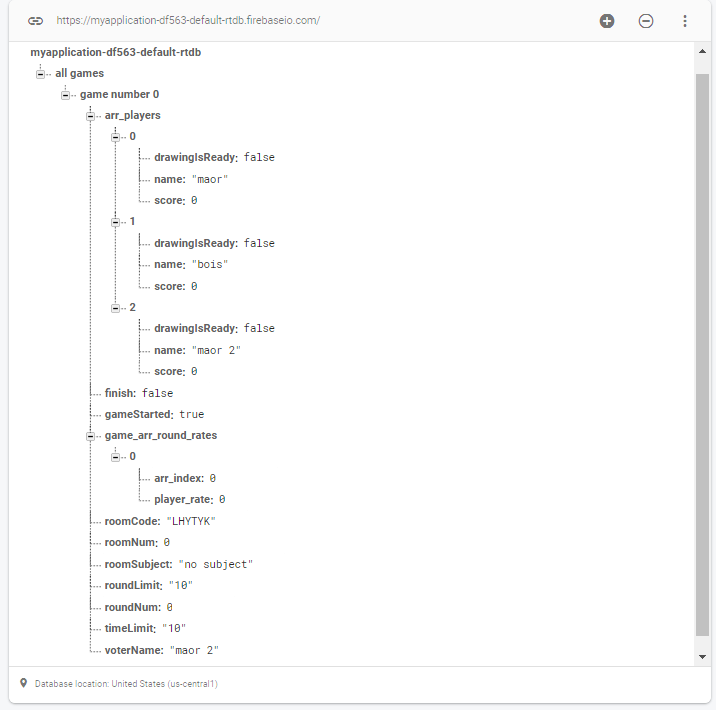 https://myapplication-df563-default-rtdb.firebaseio.com/
myapplication-df563-default-rtdb
all games
game number 0
arr_players
0
drawingIsReady: false
name: "maor"
score: 0
1
drawingIsReady: false
name: "bois"
score: 0
2
drawingIsReady: false
name: "maor 2"
score: 0
finish: false
gameStarted: true
game_arr_round_rates
0
arr_index: 0
player_rate: 0
roomCode: "LHYTYK"
roomNum: 0
roomSubject: "no subject"
roundLimit: "10"
roundNum: 0
timeLimit: "10"
voterName: "maor 2"
Database location: United States (us-central1)